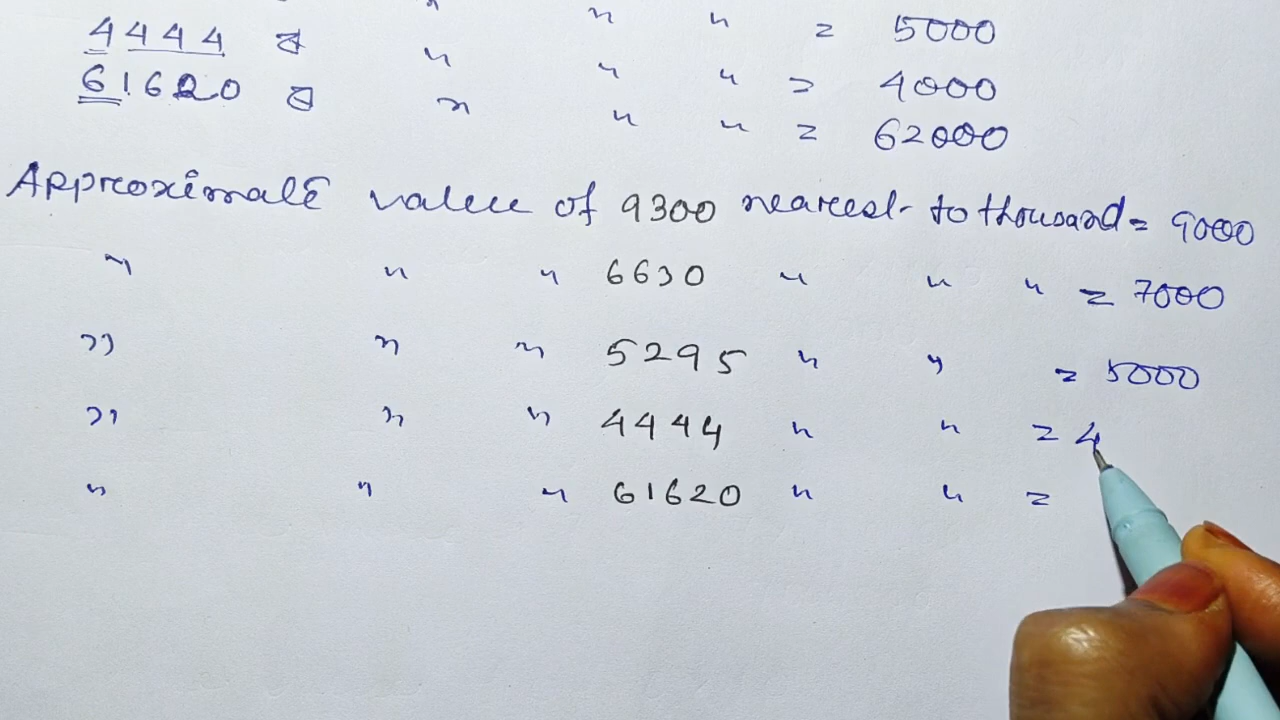 " " = 5000
4444 র " " " = 4000
61620 র " " " = 62000
Approximate value of 9300 nearest to thousand = 9000
" " " 6630 " " " = 7000
" " " 5295 " " = 5000
" " " 4444 " " = 4
" " " 61620 " " =